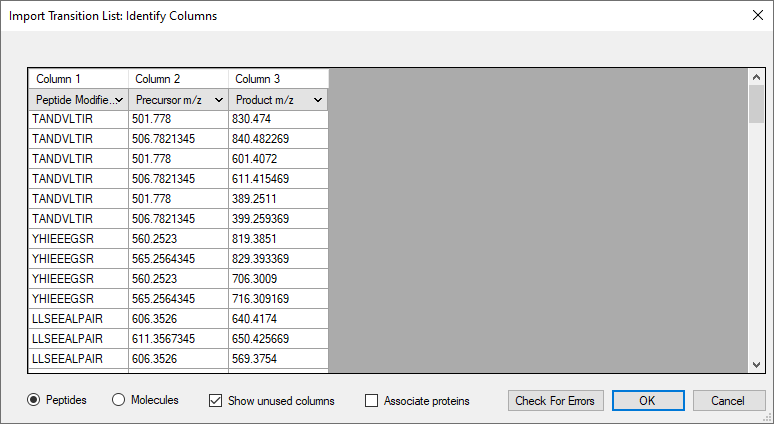 Import Transition List: Identify Columns
Column 1 Column 2 Column 3
Peptide Modifie... Precursor m/z Product m/z
TANDVLTIR 501.778 830.474
TANDVLTIR 506.7821345 840.482269
TANDVLTIR 501.778 601.4072
TANDVLTIR 506.7821345 611.415469
TANDVLTIR 501.778 389.2511
TANDVLTIR 506.7821345 399.259369
YHIEEEGSR 560.2523 819.3851
YHIEEEGSR 565.2564345 829.393369
YHIEEEGSR 560.2523 706.3009
YHIEEEGSR 565.2564345 716.309169
LLSEEALPAIR 606.3526 640.4174
LLSEEALPAIR 611.3567345 650.425669
LLSEEALPAIR 606.3526 569.3754
Peptides Molecules Show unused columns Associate proteins Check For Errors OK Cancel